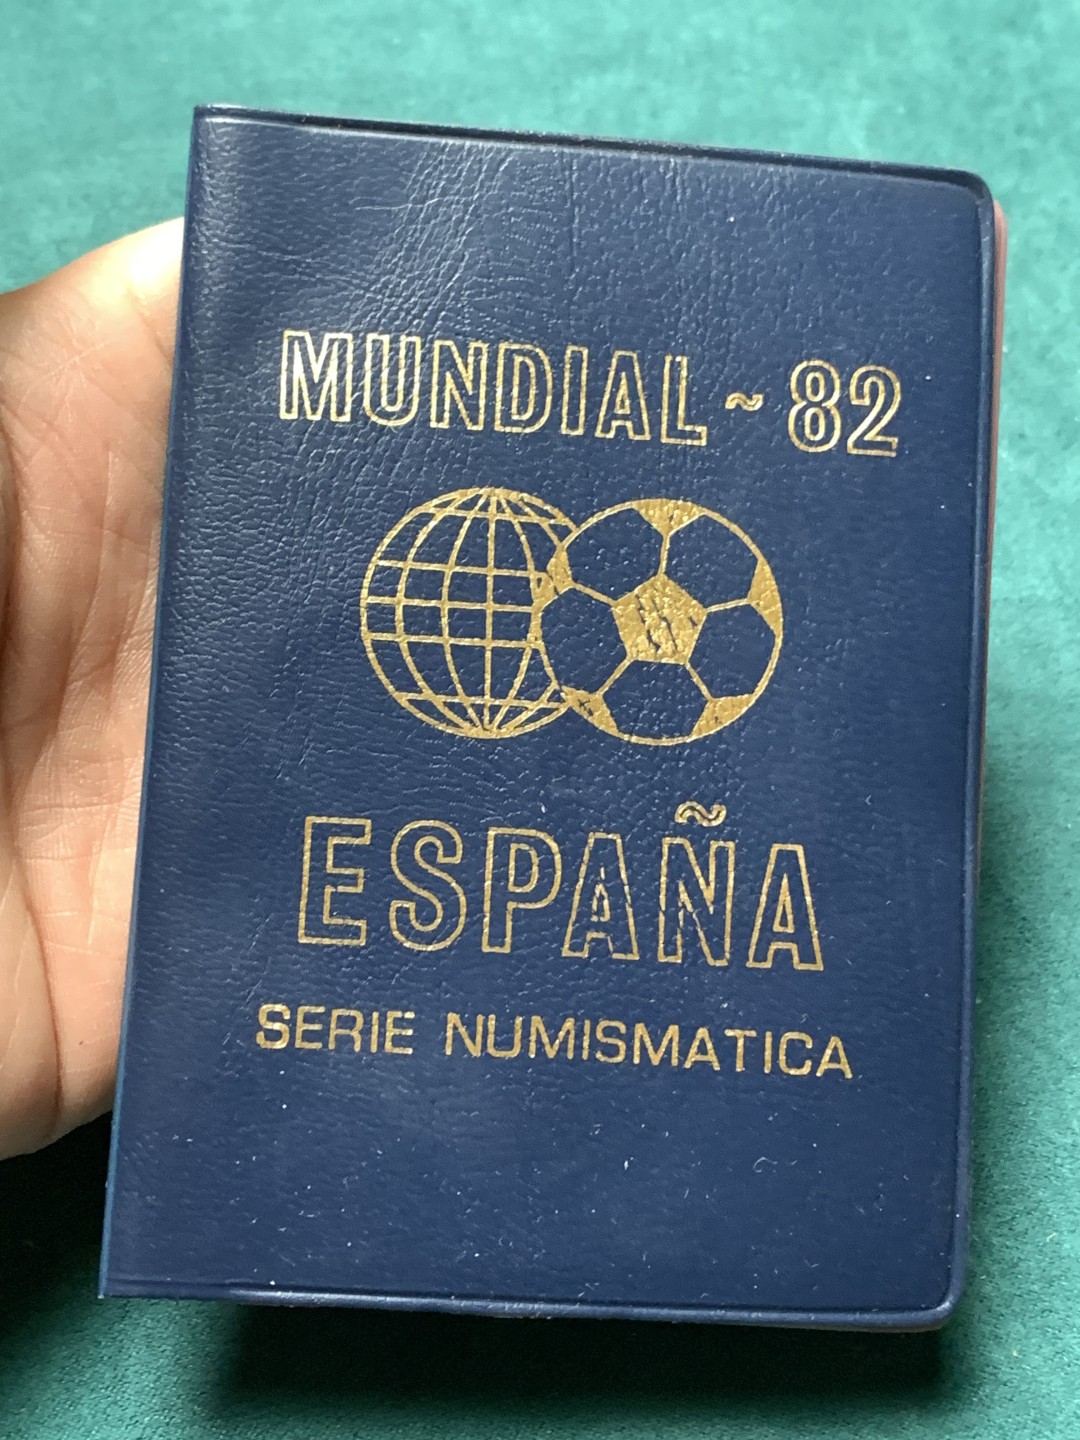 MUNDIAL ~ 82
ESPAÑA
SERIE NUMISMATICA